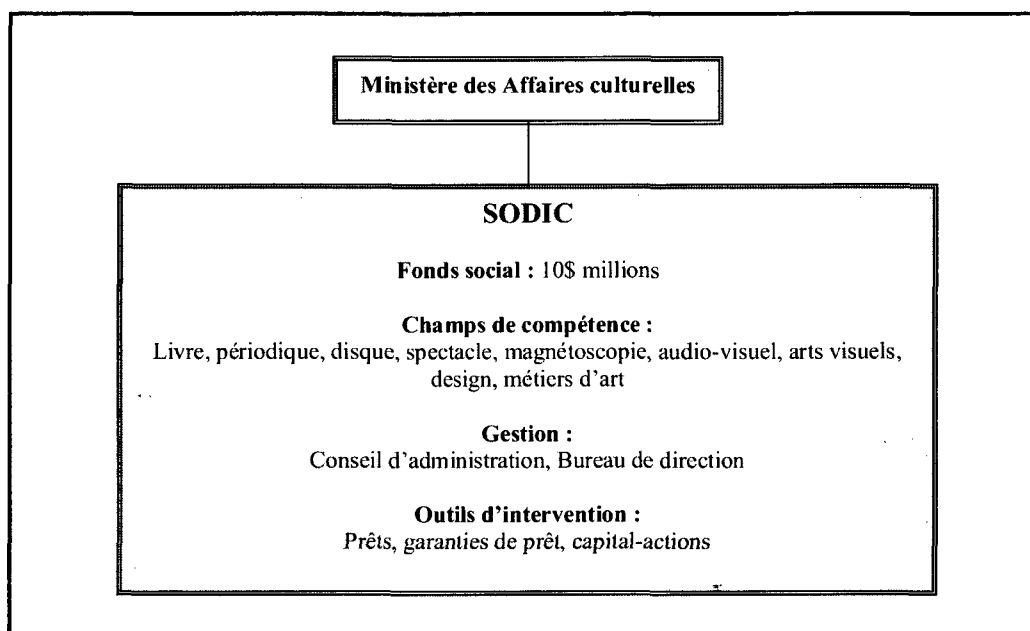 Ministère des Affaires culturelles
SODIC
Fonds social : 10$ millions
Champs de compétence :
Livre, périodique, disque, spectacle, magnétoscopie, audio-visuel, arts visuels,
design, métiers d'art
Gestion :
Conseil d'administration, Bureau de direction
Outils d'intervention :
Prêts, garanties de prêt, capital-actions